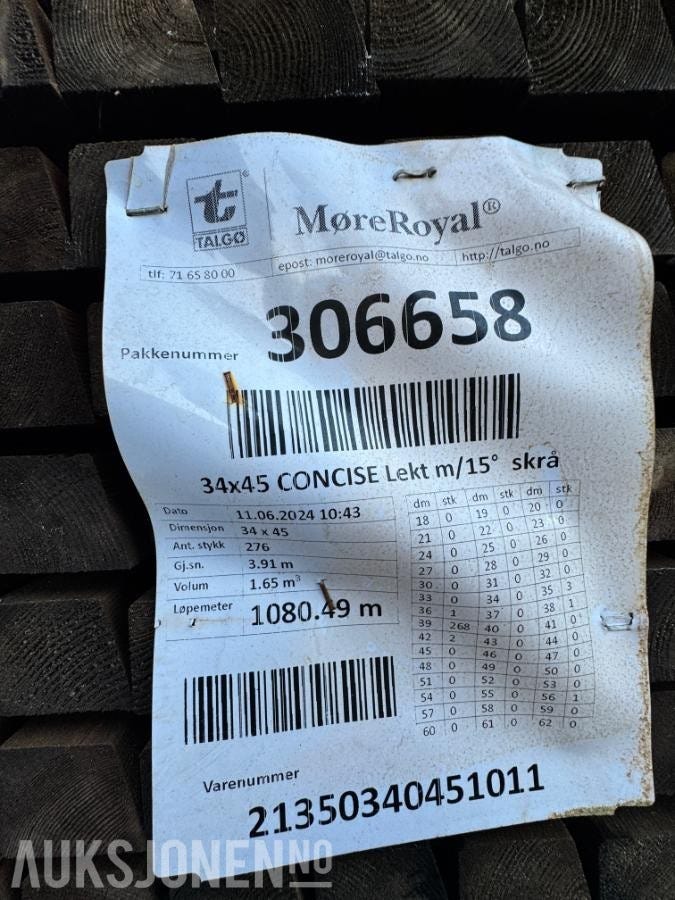 TALGØ ®
MøreRoyal®
tlf: 71 65 80 00 epost: moreroyal@talgo.no http://talgo.no
Pakkenummer 306658
34x45 CONCISE Lekt m/15° skrå
Dato 11.06.2024 10:43
Dimensjon 34 x 45
Ant. stykk 276
Gj.sn. 3.91 m
Volum 1.65 m³
Løpemeter 1080.49 m
dm stk dm stk dm stk
18 0 19 0 20 0
21 0 22 0 23 0
24 0 25 0 26 0
27 0 28 0 29 0
30 0 31 0 32 0
33 0 34 0 35 3
36 1 37 0 38 1
39 268 40 0 41 0
42 2 43 0 44 0
45 0 46 0 47 0
48 0 49 0 50 0
51 0 52 0 53 0
54 0 55 0 56 1
57 0 58 0 59 0
60 0 61 0 62 0
Varenummer
21350340451011
AUKSJONEN.NO